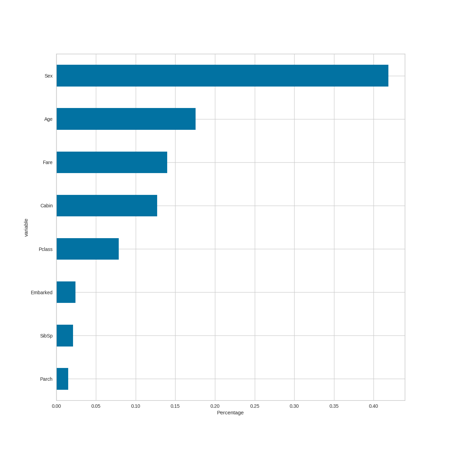 Sex
Age
Fare
Cabin
Pclass
Embarked
SibSp
Parch
variable
0.00 0.05 0.10 0.15 0.20 0.25 0.30 0.35 0.40
Percentage